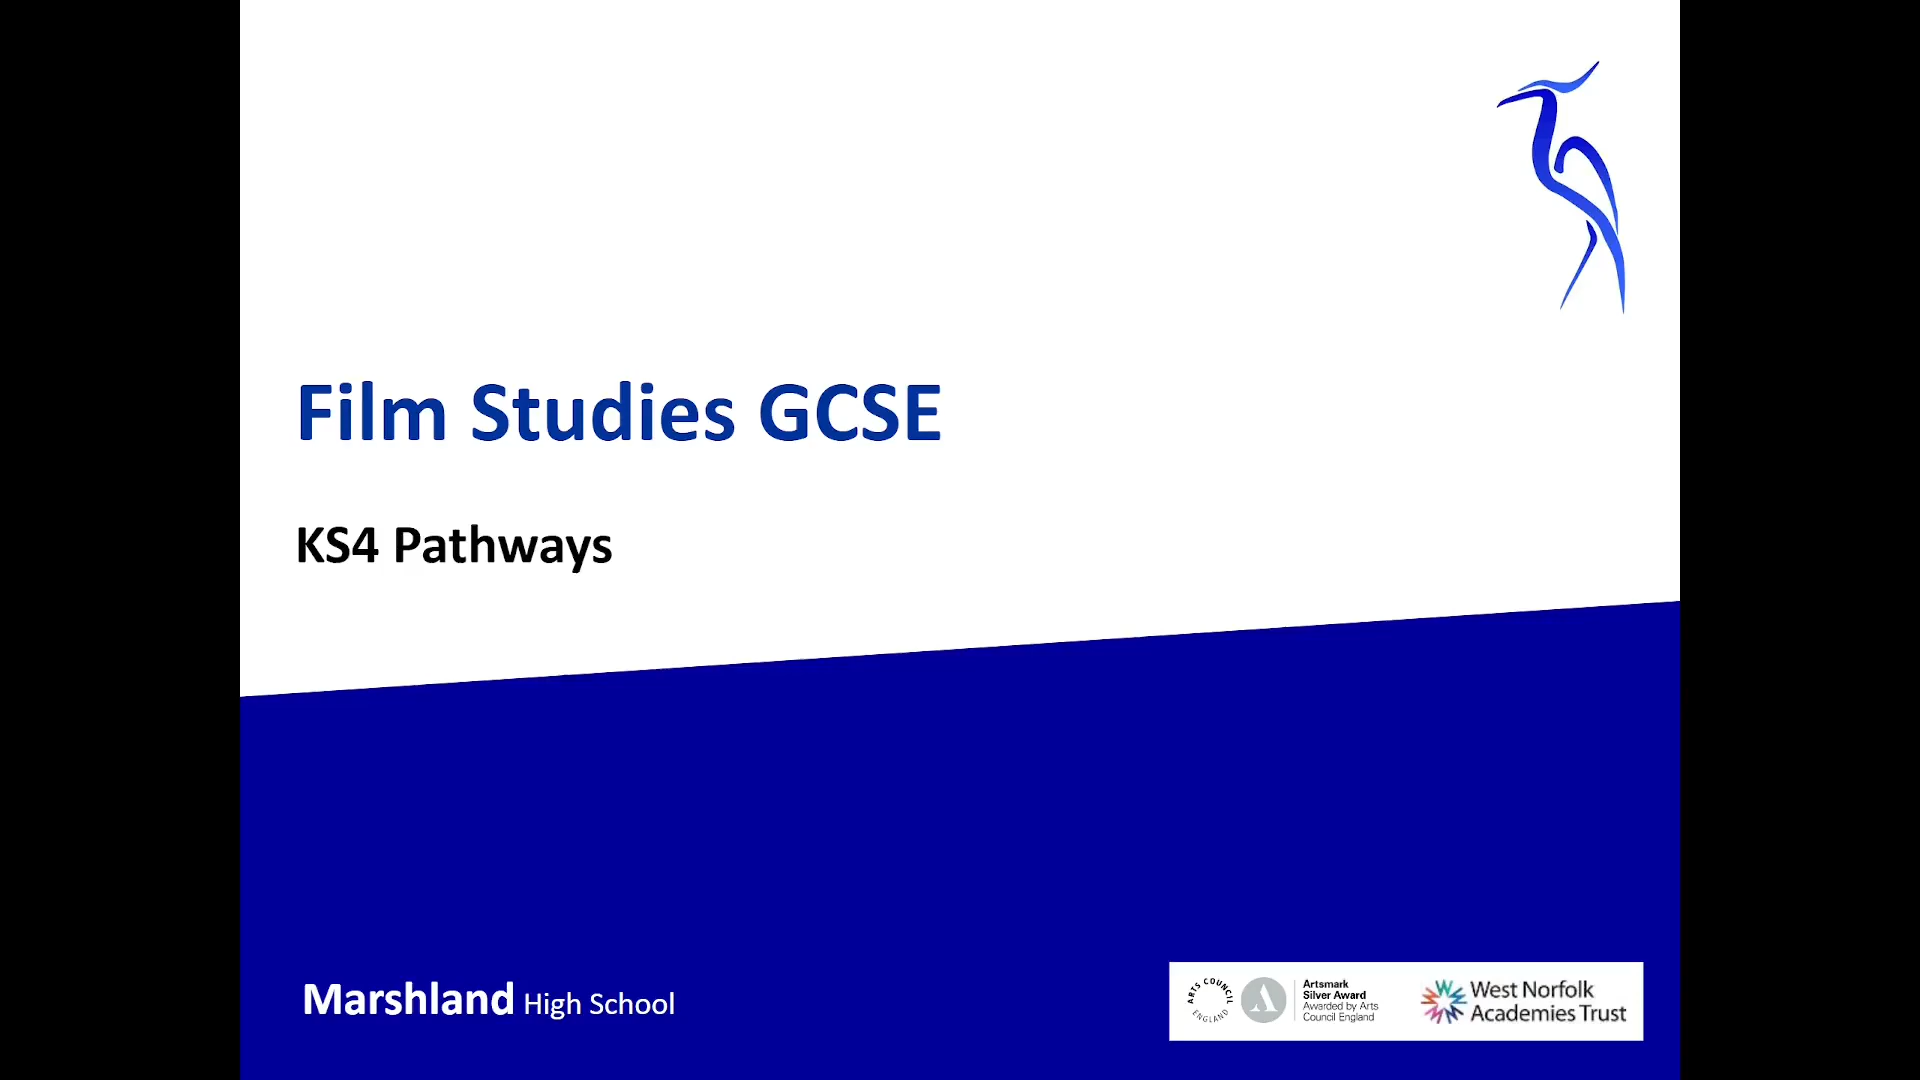 Film Studies GCSE
KS4 Pathways
Marshland High School
ARTS COUNCIL
ENGLAND
A
Artsmark
Silver Award
Awarded by Arts
Council England
W
N
West Norfolk
Academies Trust